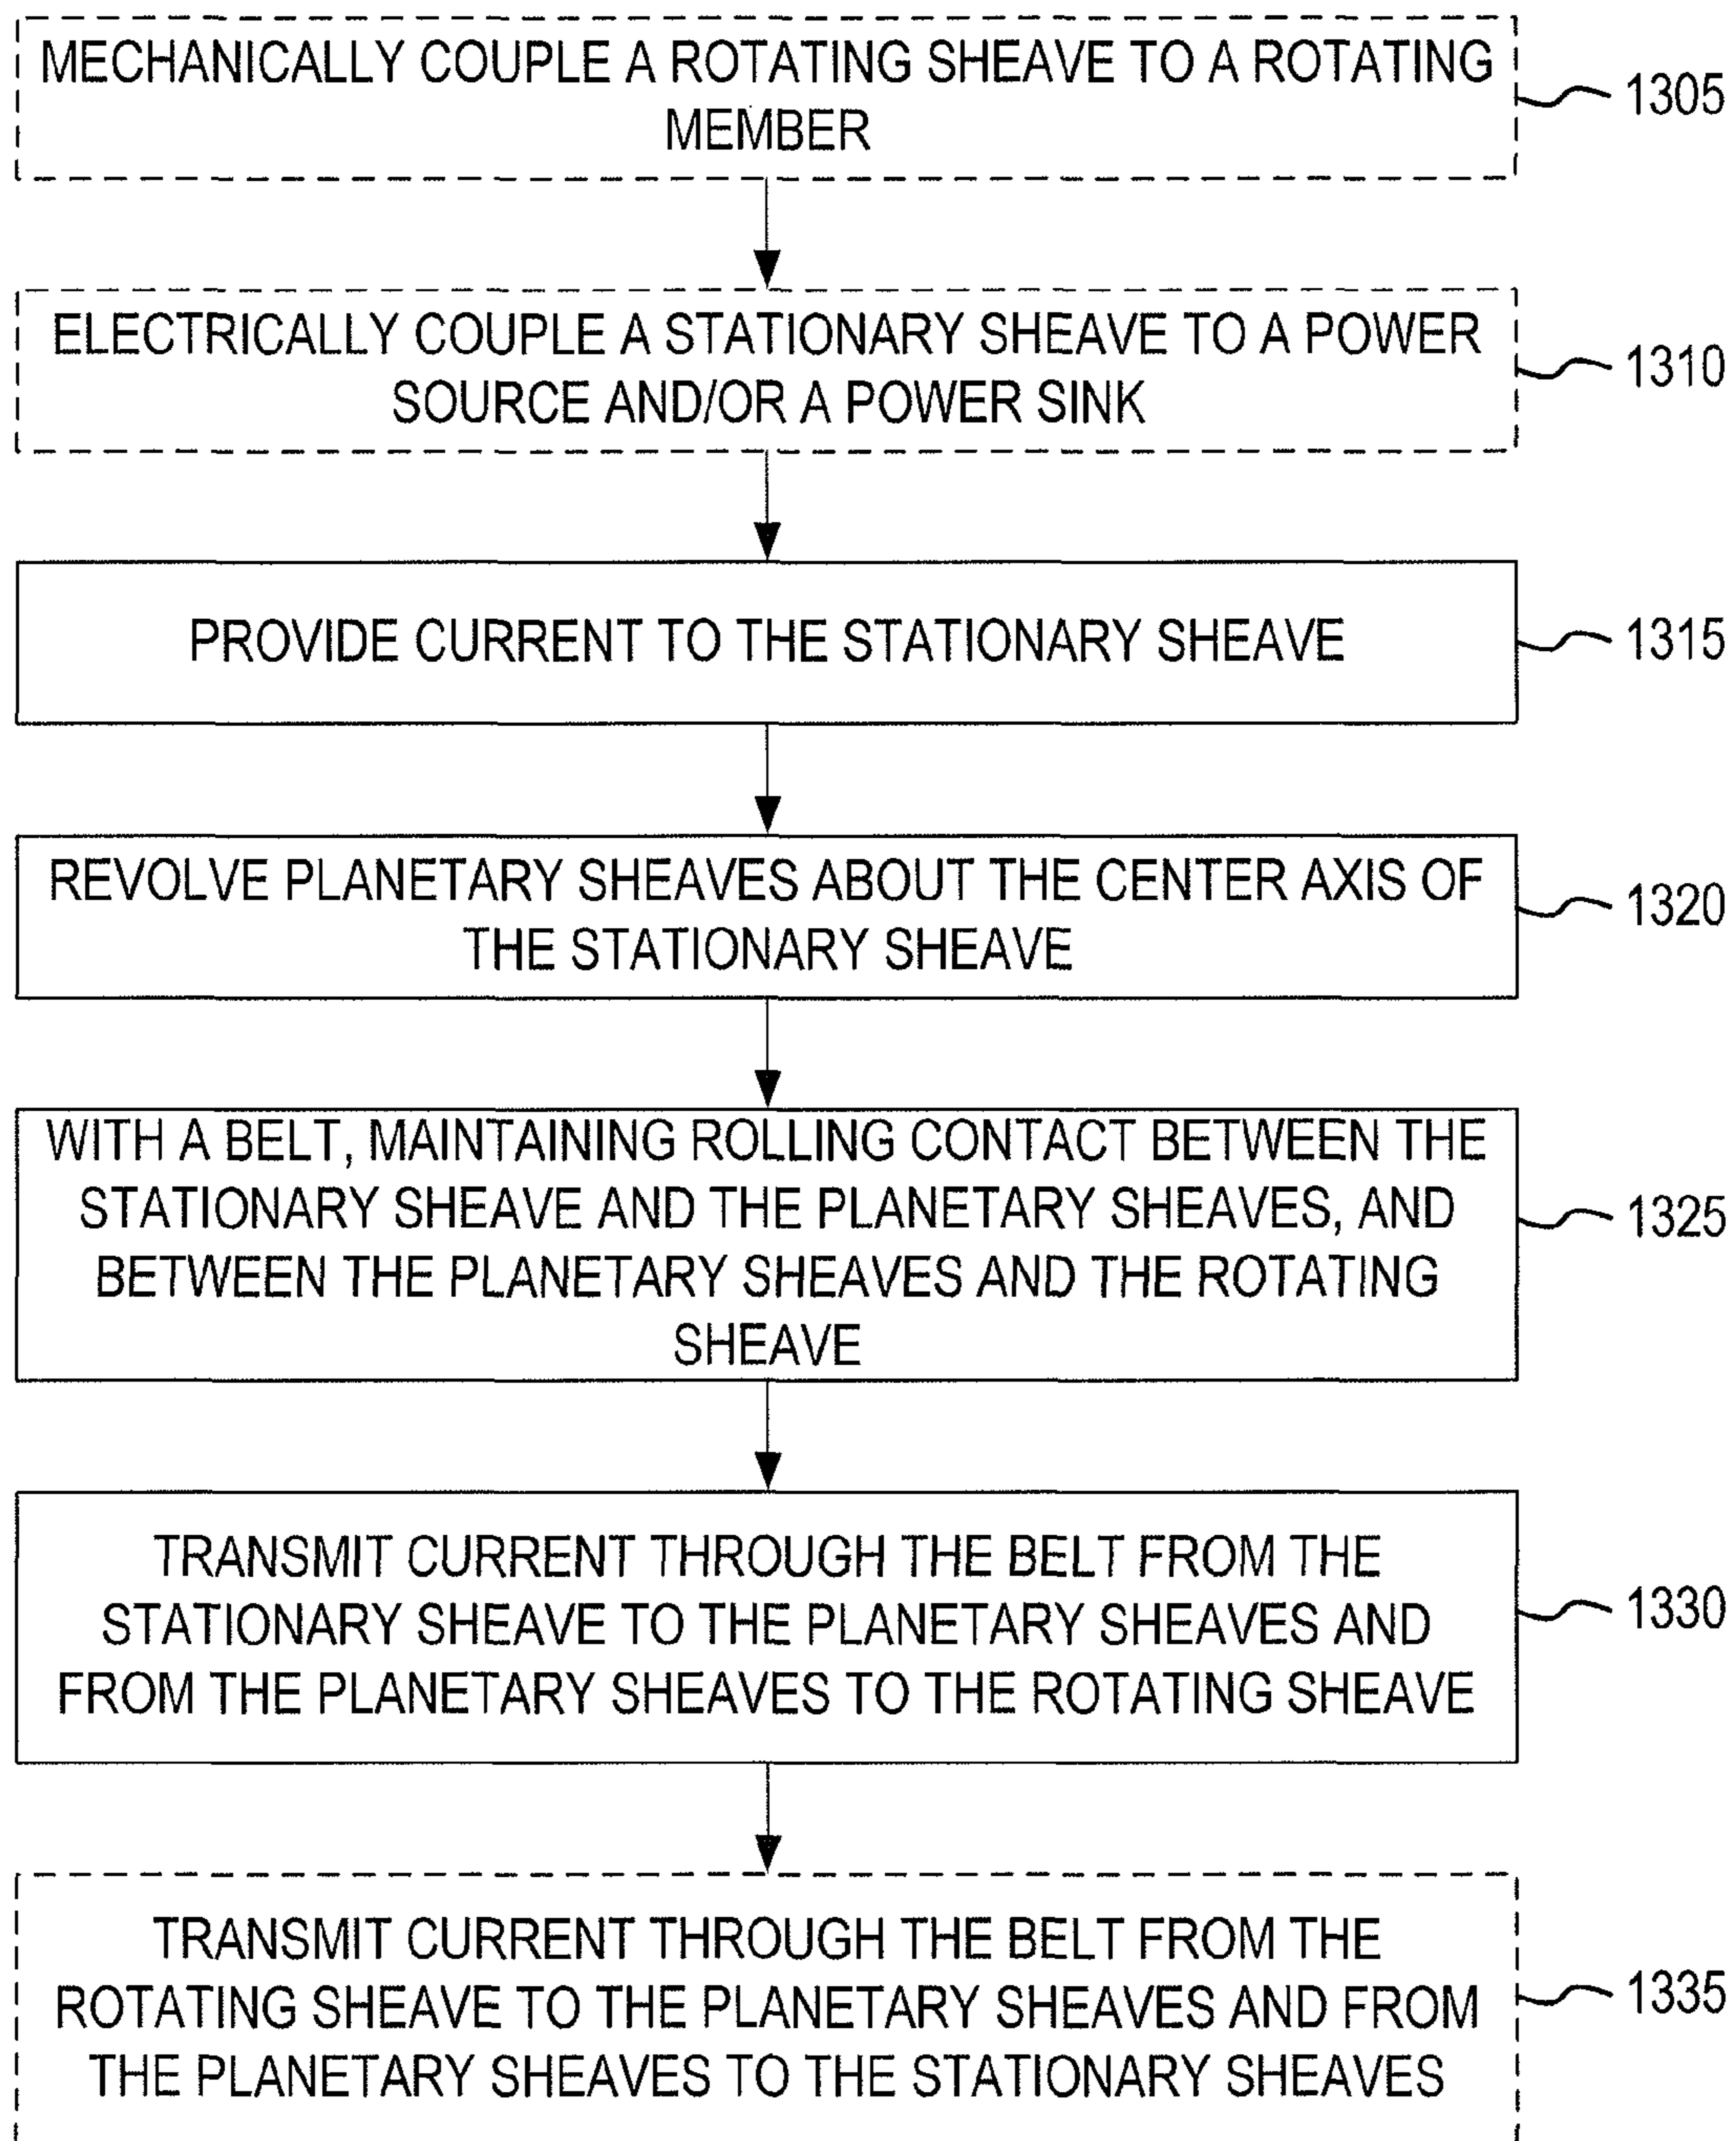 MECHANICALLY COUPLE A ROTATING SHEAVE TO A ROTATING
MEMBER
1305
ELECTRICALLY COUPLE A STATIONARY SHEAVE TO A POWER
SOURCE AND/OR A POWER SINK
1310
PROVIDE CURRENT TO THE STATIONARY SHEAVE
1315
REVOLVE PLANETARY SHEAVES ABOUT THE CENTER AXIS OF
THE STATIONARY SHEAVE
1320
WITH A BELT, MAINTAINING ROLLING CONTACT BETWEEN THE
STATIONARY SHEAVE AND THE PLANETARY SHEAVES, AND
BETWEEN THE PLANETARY SHEAVES AND THE ROTATING
SHEAVE
1325
TRANSMIT CURRENT THROUGH THE BELT FROM THE
STATIONARY SHEAVE TO THE PLANETARY SHEAVES AND
FROM THE PLANETARY SHEAVES TO THE ROTATING SHEAVE
1330
TRANSMIT CURRENT THROUGH THE BELT FROM THE
ROTATING SHEAVE TO THE PLANETARY SHEAVES AND FROM
THE PLANETARY SHEAVES TO THE STATIONARY SHEAVES
1335